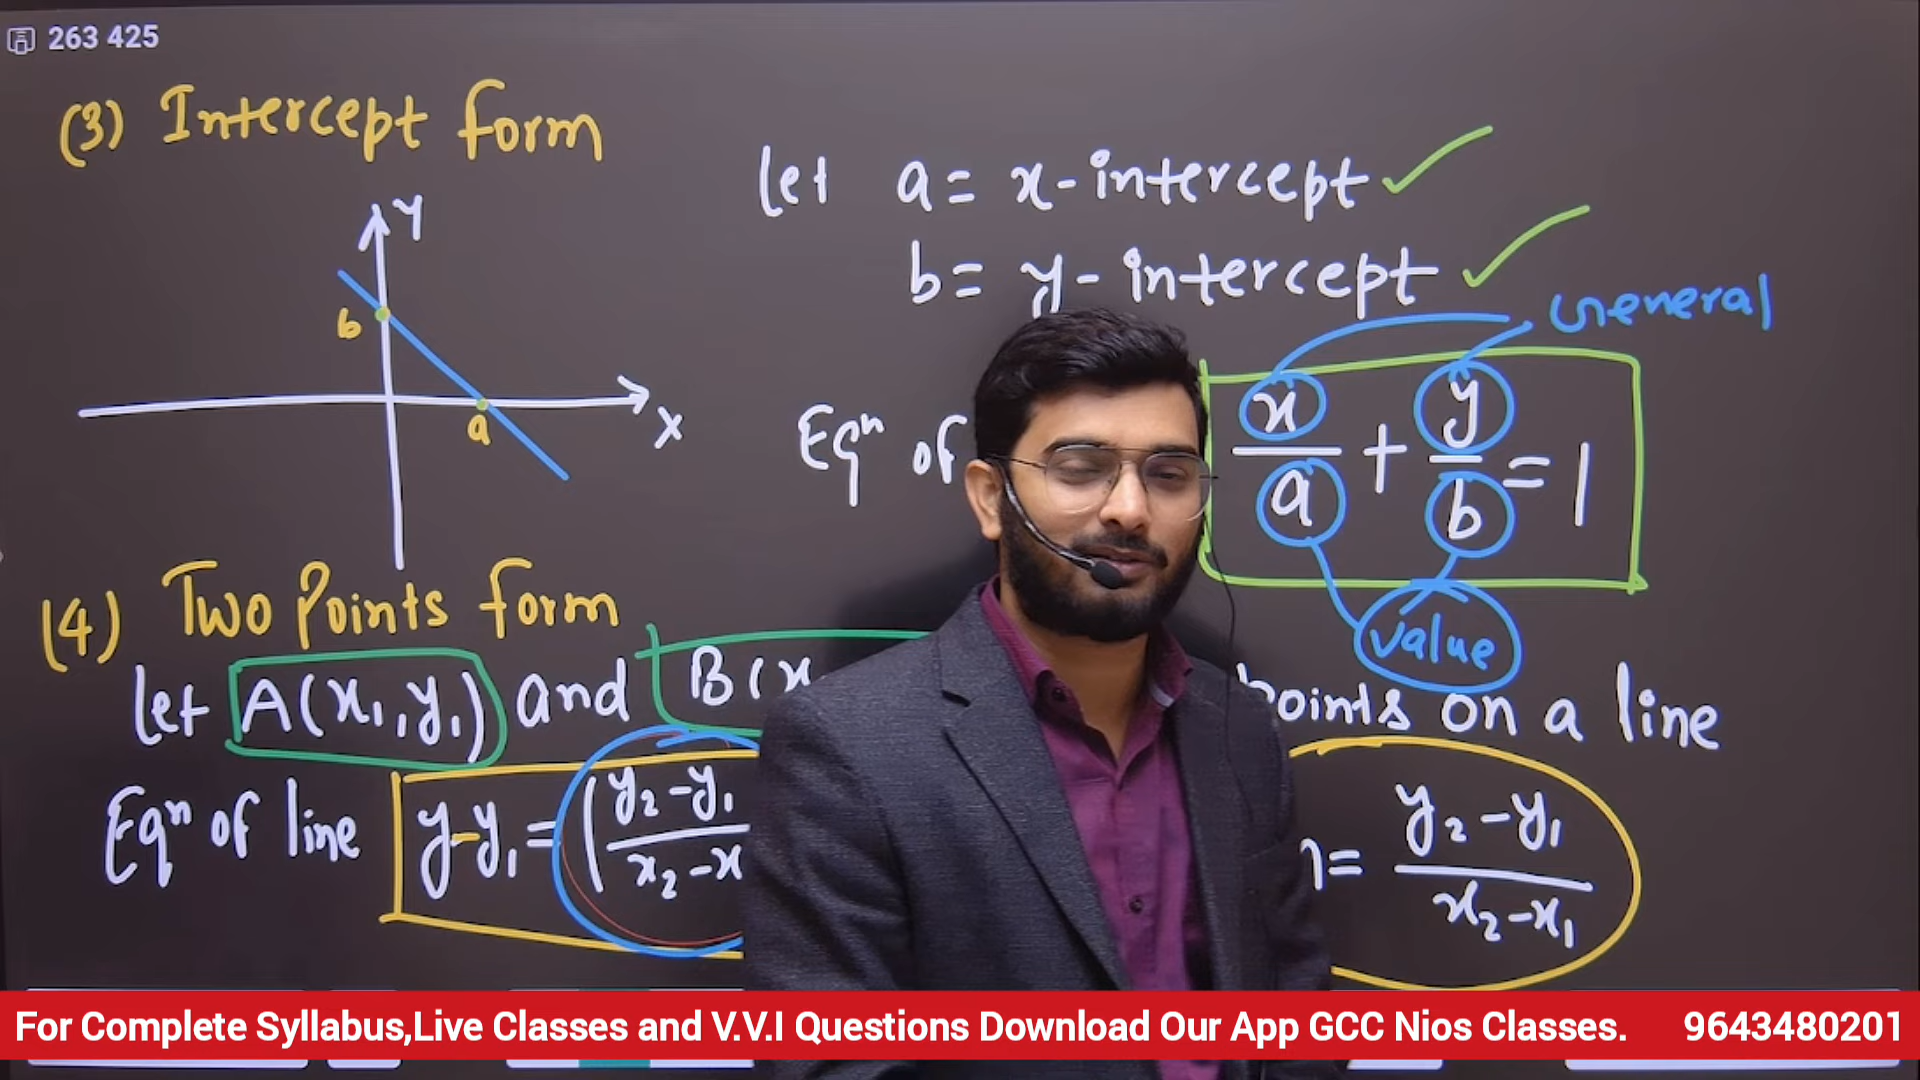 263 425
(3) Intercept form
let a = x-intercept
b = y-intercept
General
Y
b
a
X
Eqⁿ of
x/a + y/b = 1
value
(4) Two Points form
let A(x₁,y₁) and B(x points on a line
Eqⁿ of line y-y₁ = (y₂-y₁/x₂-x = y₂-y₁/x₂-x₁
For Complete Syllabus,Live Classes and V.V.I Questions Download Our App GCC Nios Classes. 9643480201